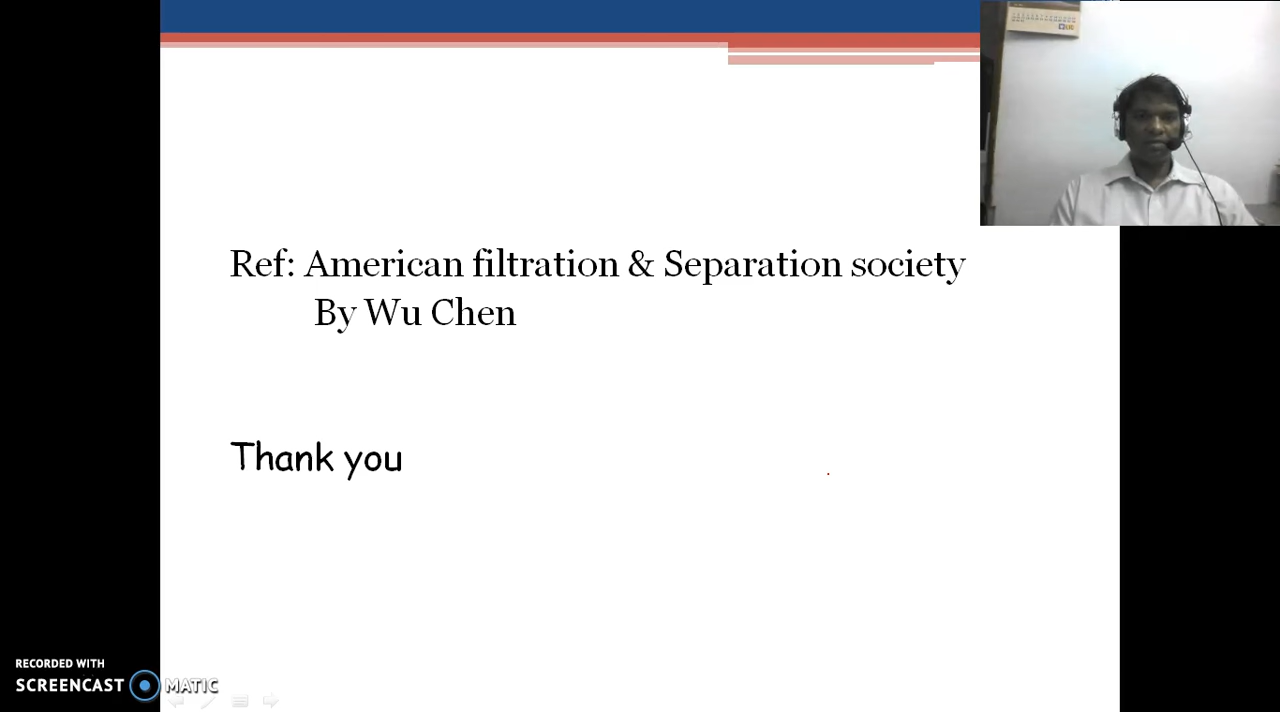 Ref: American filtration & Separation society
By Wu Chen
Thank you
RECORDED WITH
SCREENCAST MATIC